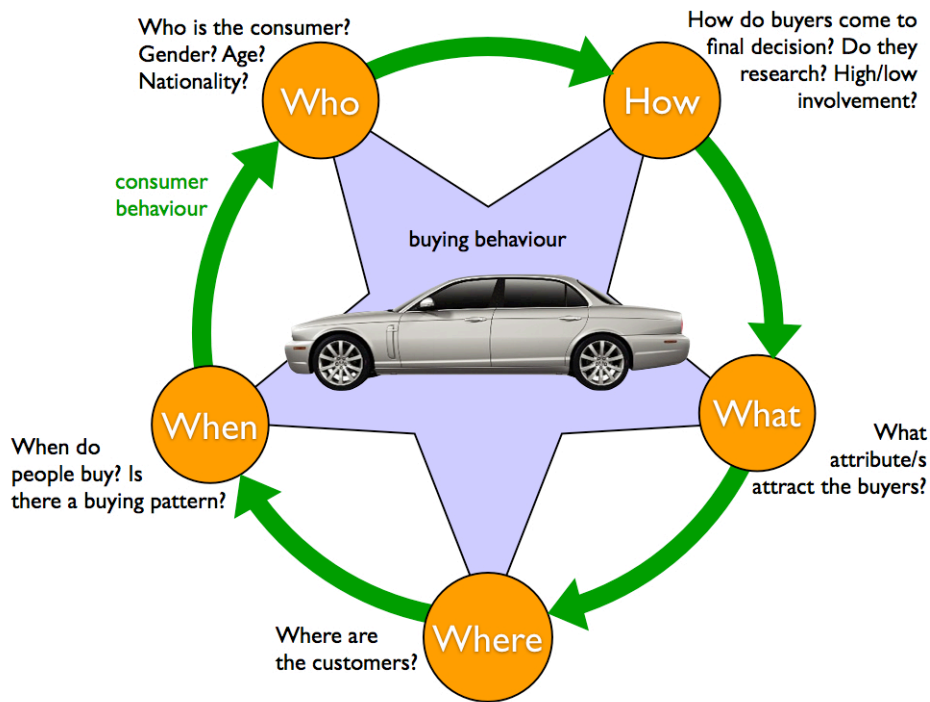 Who is the consumer?
Gender? Age?
Nationality?
Who
How
How do buyers come to
final decision? Do they
research? High/low
involvement?
consumer
behaviour
buying behaviour
When
When do
people buy? Is
there a buying pattern?
What
What
attribute/s
attract the buyers?
Where are
the customers?
Where